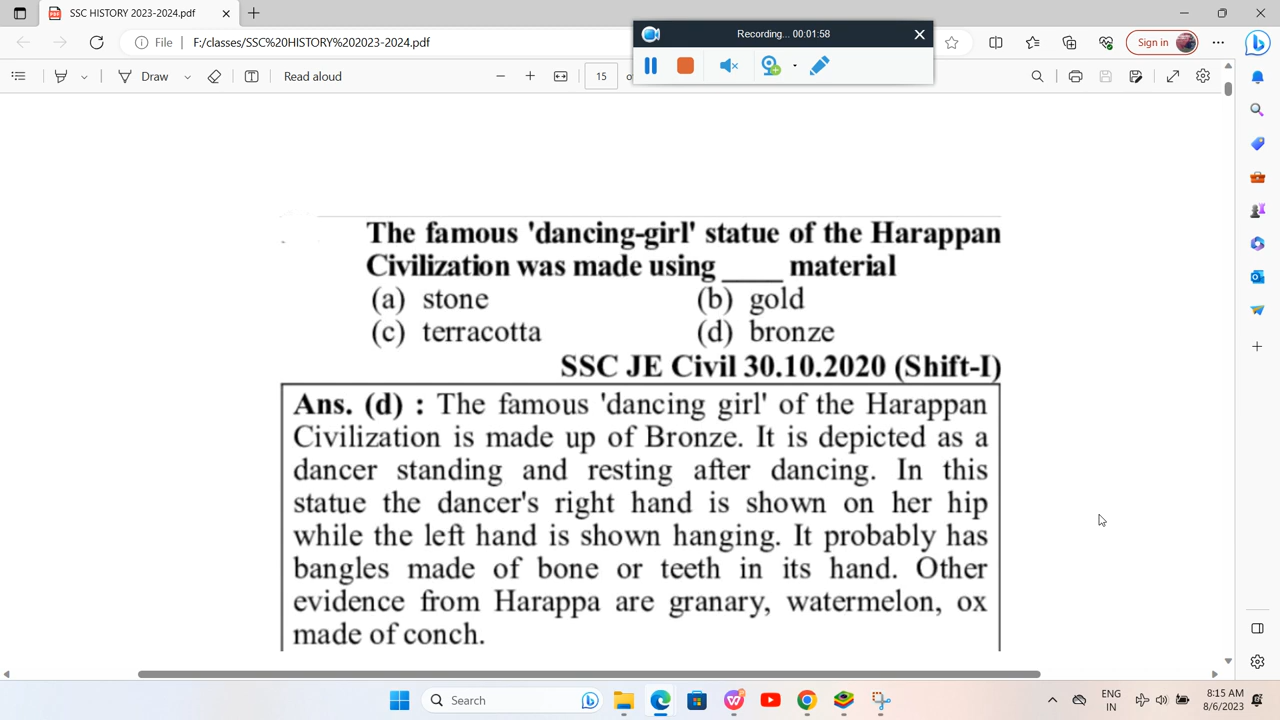 SSC HISTORY 2023-2024.pdf
Recording... 00:01:58
File
F:/classes/SSC%20HISTORY%202023-2024.pdf
Sign in
Draw
Read aloud
15
The famous 'dancing-girl' statue of the Harappan
Civilization was made using ____ material
(a) stone (b) gold
(c) terracotta (d) bronze
SSC JE Civil 30.10.2020 (Shift-I)
Ans. (d) : The famous 'dancing girl' of the Harappan
Civilization is made up of Bronze. It is depicted as a
dancer standing and resting after dancing. In this
statue the dancer's right hand is shown on her hip
while the left hand is shown hanging. It probably has
bangles made of bone or teeth in its hand. Other
evidence from Harappa are granary, watermelon, ox
made of conch.
Search
ENG
IN
8:15 AM
8/6/2023